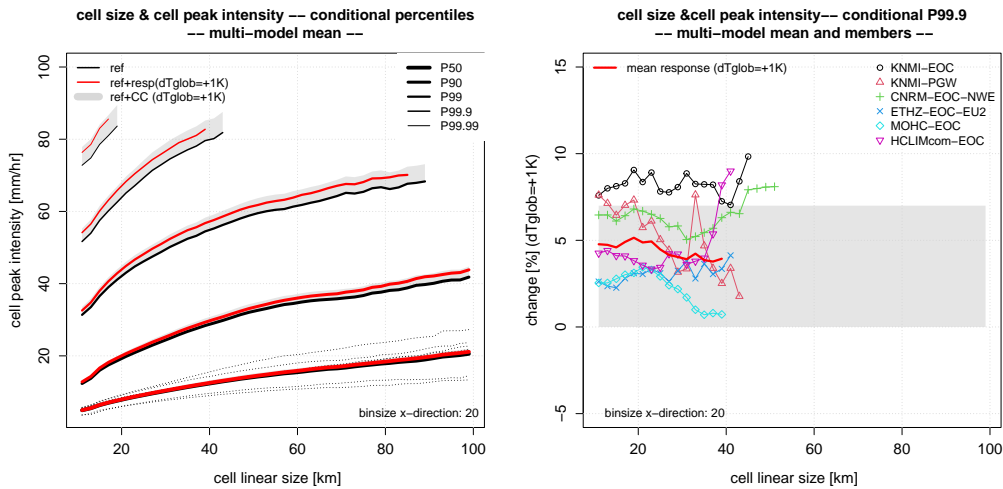 cell size & cell peak intensity –– conditional percentiles
–– multi–model mean ––
cell peak intensity [mm/hr]
100
80
60
40
20
ref
ref+resp(dTglob=+1K)
ref+CC (dTglob=+1K)
P50
P90
P99
P99.9
P99.99
binsize x–direction: 20
20
40
60
80
100
cell linear size [km]
cell size &cell peak intensity–– conditional P99.9
–– multi–model mean and members ––
change [%] (dTglob=+1K)
15
10
5
0
–5
mean response (dTglob=+1K)
KNMI–EOC
KNMI–PGW
CNRM–EOC–NWE
ETHZ–EOC–EU2
MOHC–EOC
HCLIMcom–EOC
binsize x–direction: 20
20
40
60
80
100
cell linear size [km]